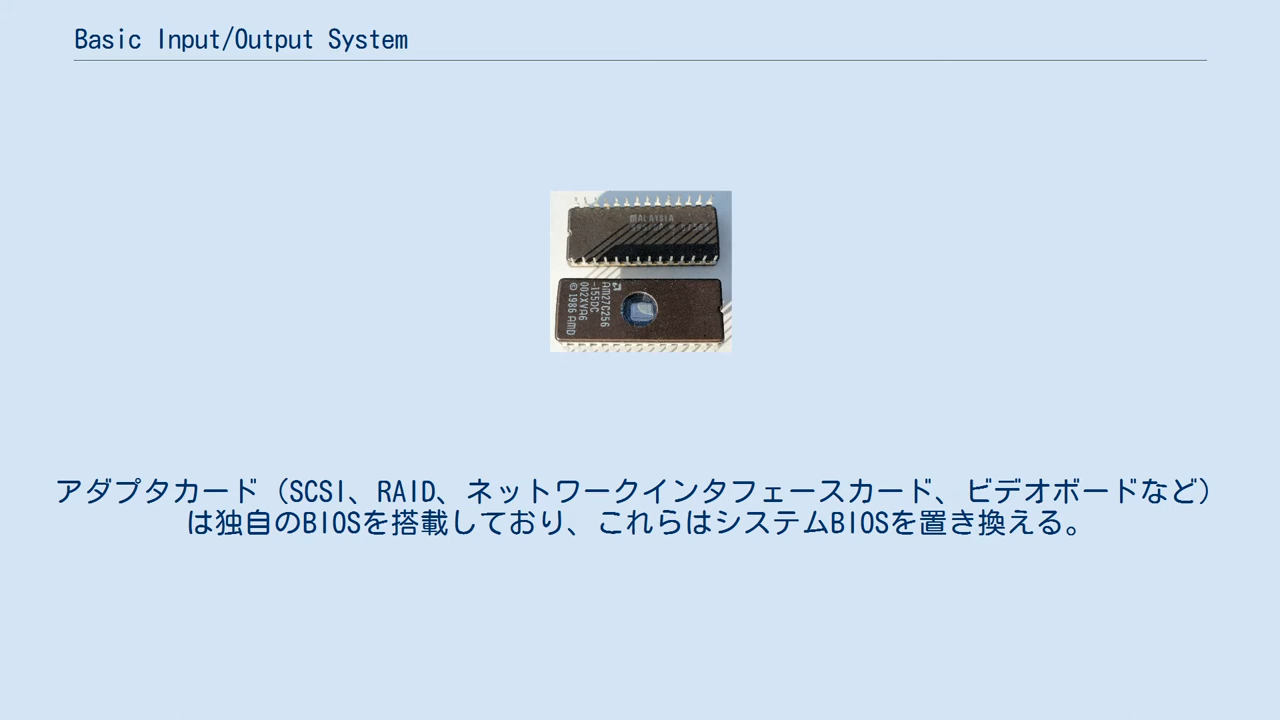 Basic Input/Output System
MALAYSIA
AM27C256
-155DC
002XVA6
© 1986 AMD
アダプタカード（SCSI、RAID、ネットワークインタフェースカード、ビデオボードなど）
は独自のBIOSを搭載しており、これらはシステムBIOSを置き換える。